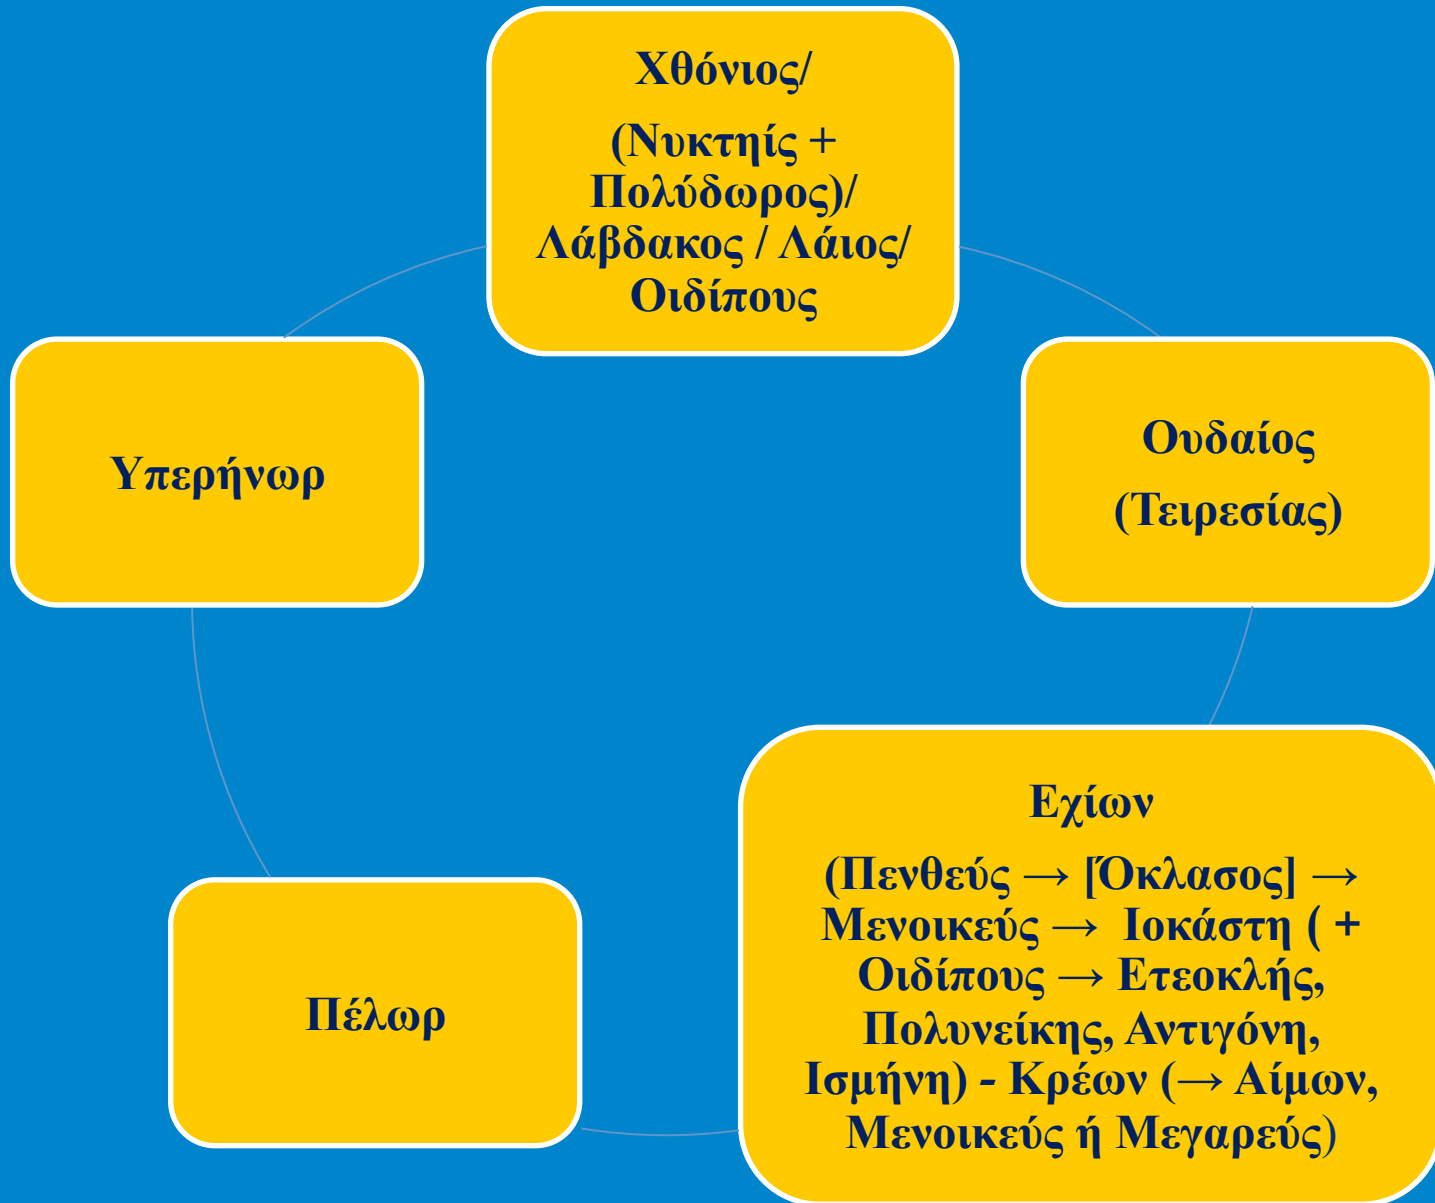 Χθόνιος/
(Νυκτηίς +
Πολύδωρος)/
Λάβδακος / Λάιος/
Οιδίπους
Ουδαίος
(Τειρεσίας)
Εχίων
(Πενθεύς → [Όκλασος] →
Μενοικεύς → Ιοκάστη ( +
Οιδίπους → Ετεοκλής,
Πολυνείκης, Αντιγόνη,
Ισμήνη) - Κρέων (→ Αίμων,
Μενοικεύς ή Μεγαρεύς)
Πέλωρ
Υπερήνωρ